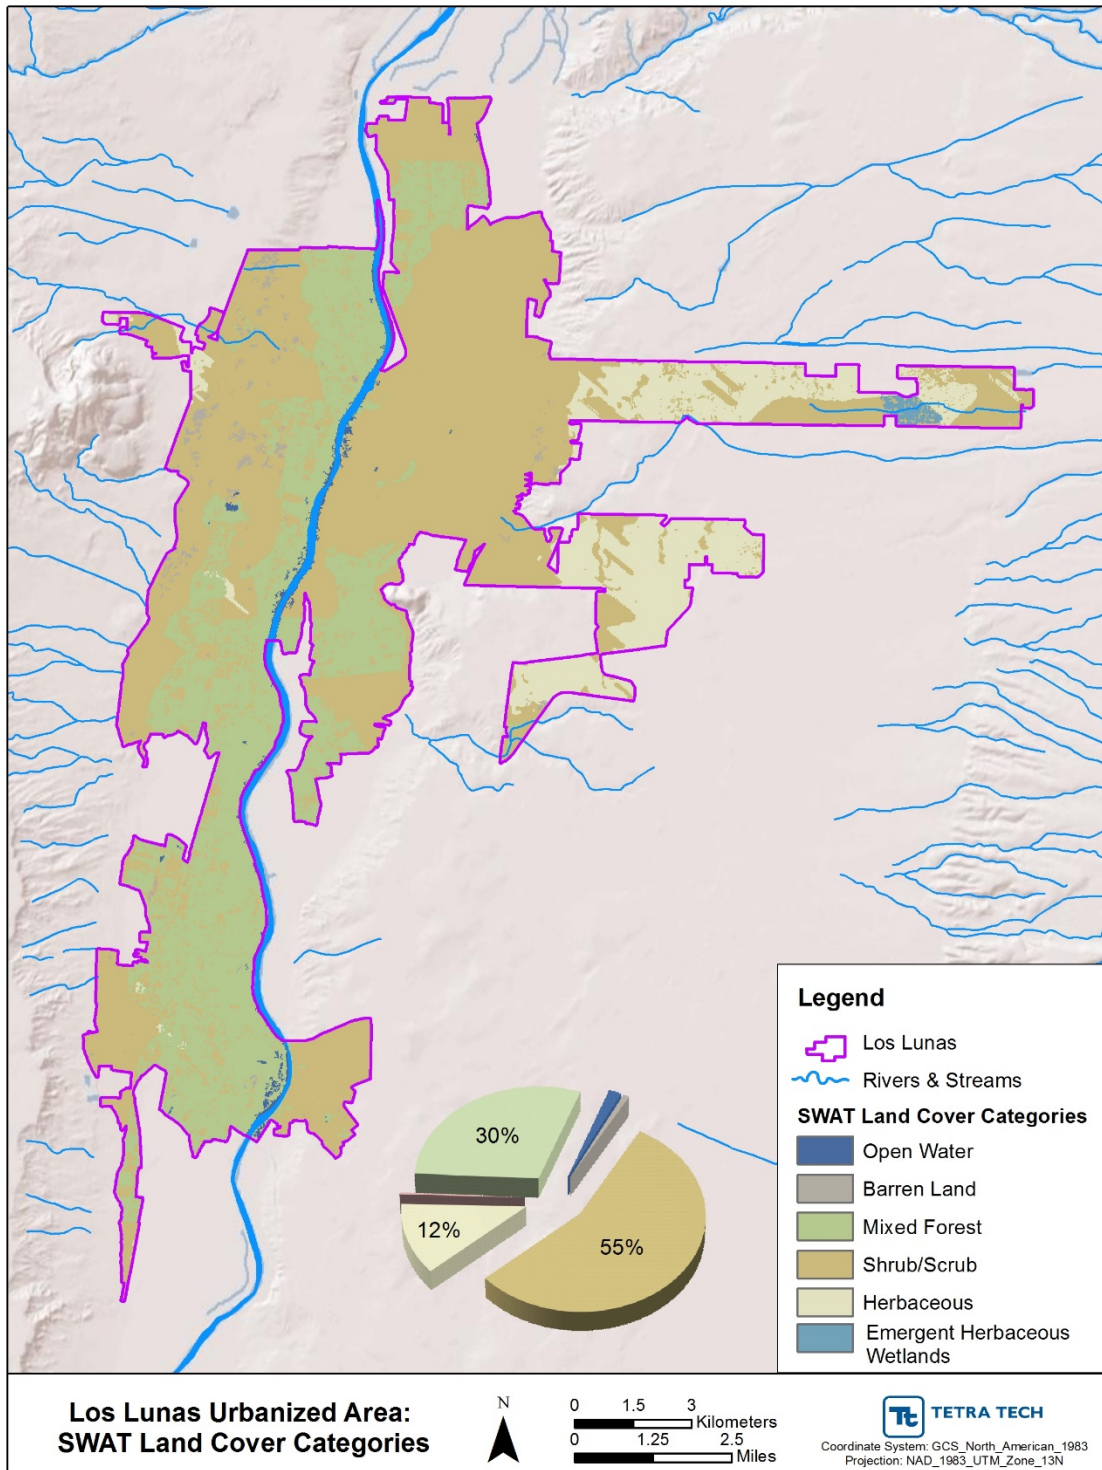 30%
12%
55%
Legend
Los Lunas
Rivers & Streams
SWAT Land Cover Categories
Open Water
Barren Land
Mixed Forest
Shrub/Scrub
Herbaceous
Emergent Herbaceous
Wetlands
Los Lunas Urbanized Area:
SWAT Land Cover Categories
N
0 1.5 3
Kilometers
0 1.25 2.5
Miles
Tt TETRA TECH
Coordinate System: GCS_North_American_1983
Projection: NAD_1983_UTM_Zone_13N